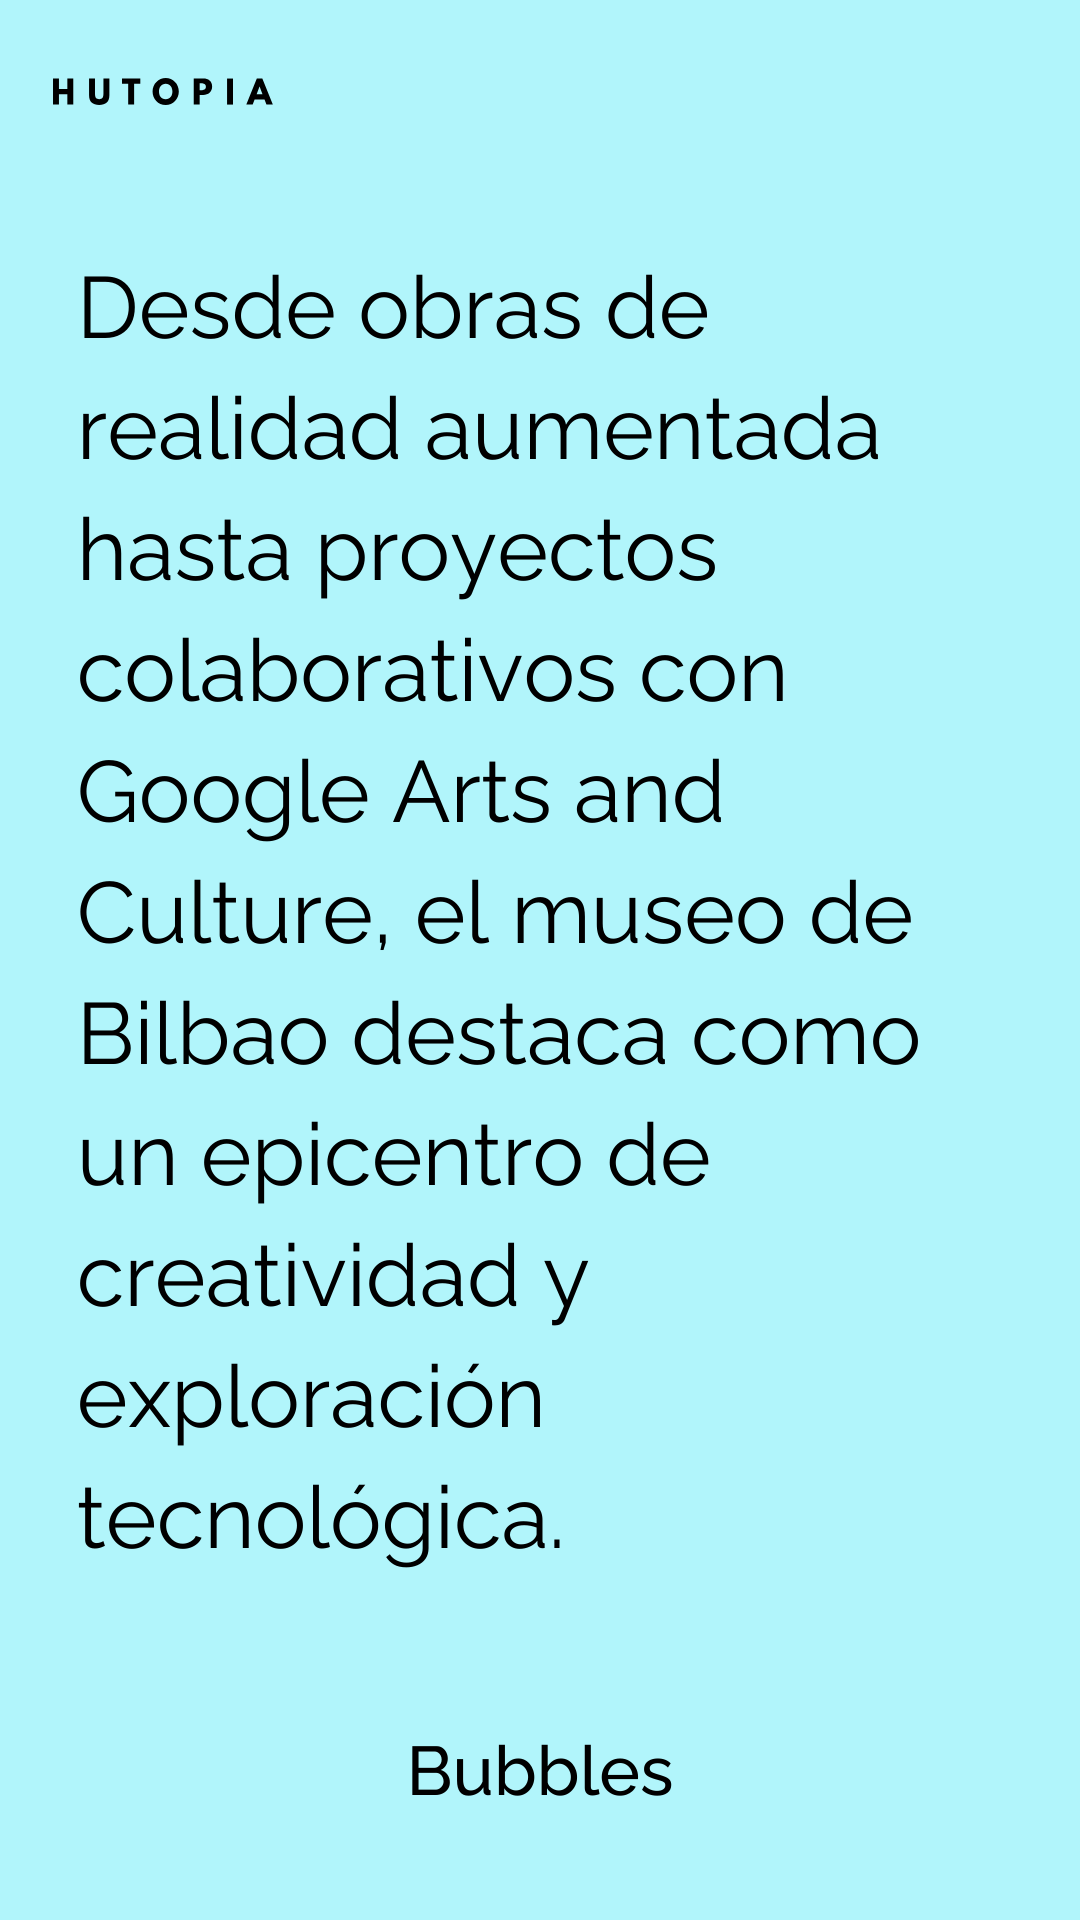 HUTOPIA
Desde obras de
realidad aumentada
hasta proyectos
colaborativos con
Google Arts and
Culture, el museo de
Bilbao destaca como
un epicentro de
creatividad y
exploración
tecnológica.
Bubbles